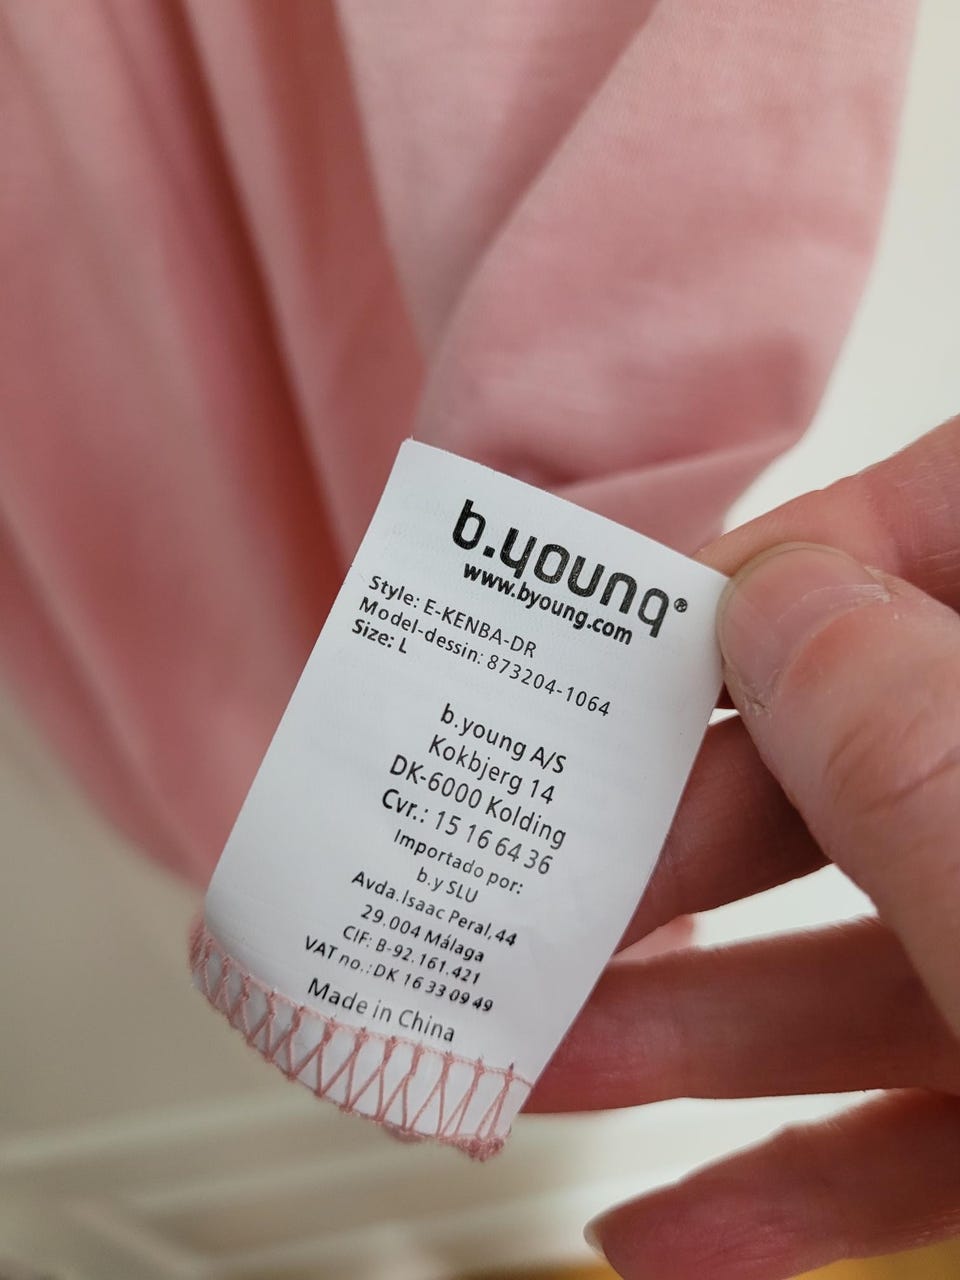 b.young®
www.byoung.com
Style: E-KENBA-DR
Model-dessin: 873204-1064
Size: L
b.young A/S
Kokbjerg 14
DK-6000 Kolding
Cvr.: 15 16 64 36
Importado por:
b.y SLU
Avda.Isaac Peral,44
29.004 Málaga
CIF: B-92.161.421
VAT no.:DK 16 33 09 49
Made in China